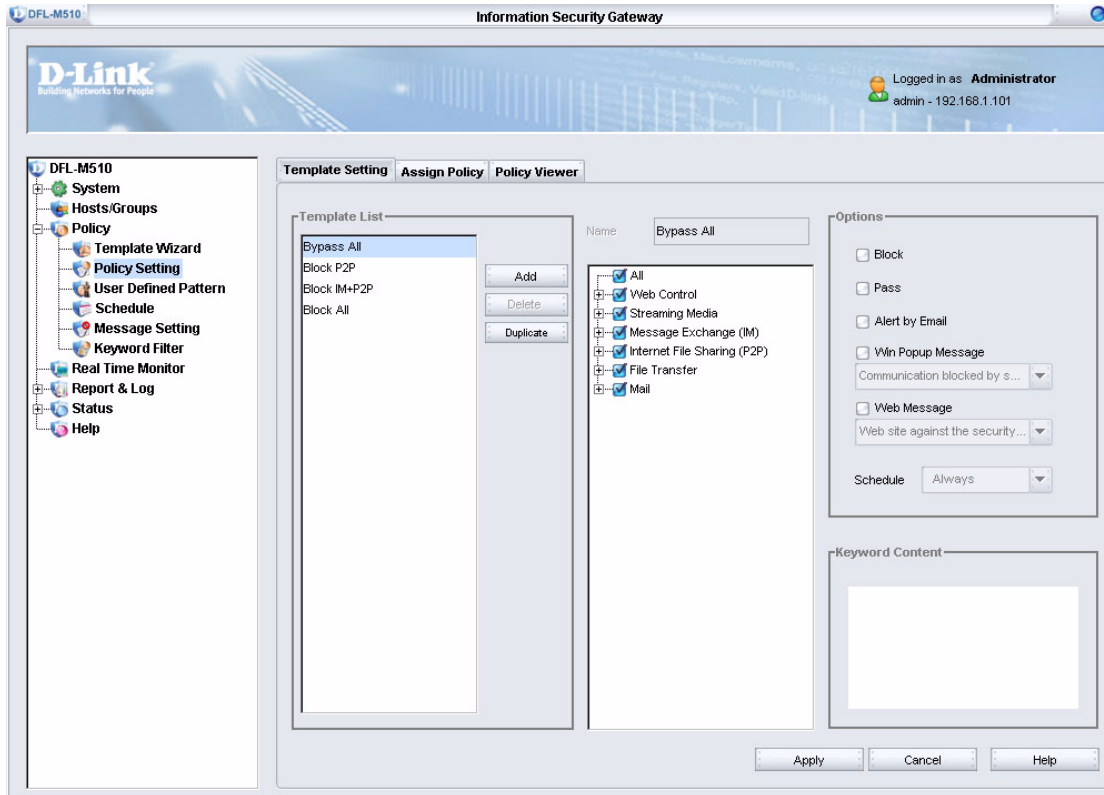 DFL-M510
Information Security Gateway
D-Link
Building Networks for People
Logged in as Administrator
admin - 192.168.1.101
DFL-M510
System
Hosts/Groups
Policy
Template Wizard
Policy Setting
User Defined Pattern
Schedule
Message Setting
Keyword Filter
Real Time Monitor
Report & Log
Status
Help
Template Setting
Assign Policy
Policy Viewer
Template List
Bypass All
Block P2P
Block IM+P2P
Block All
Add
Delete
Duplicate
Name
Bypass All
All
Web Control
Streaming Media
Message Exchange (IM)
Internet File Sharing (P2P)
File Transfer
Mail
Options
Block
Pass
Alert by Email
Win Popup Message
Communication blocked by s...
Web Message
Web site against the security...
Schedule
Always
Keyword Content
Apply
Cancel
Help